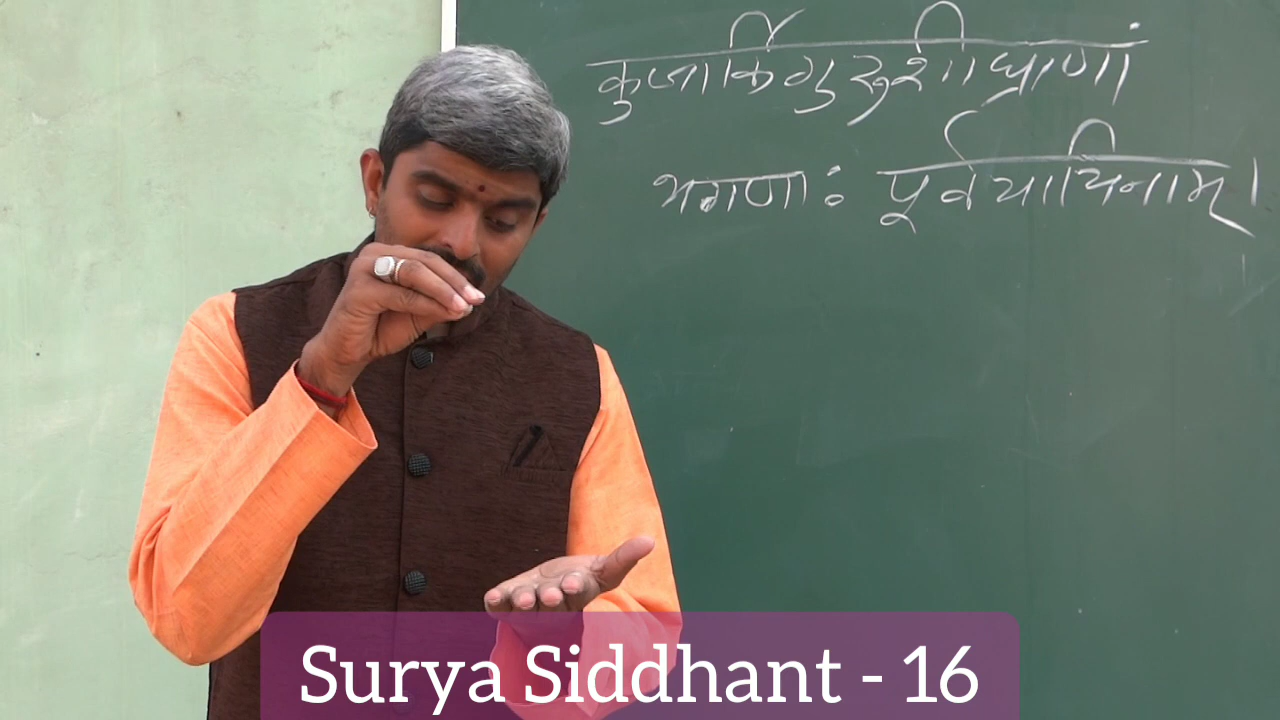 कुजार्किगुरुशीघ्राणां
भगणाः पूर्वयायिनाम् ।
Surya Siddhant - 16